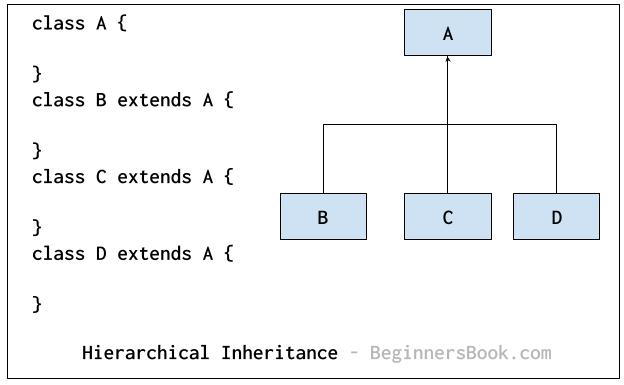 class A {
}
class B extends A {
}
class C extends A {
}
class D extends A {
}
A
B
C
D
Hierarchical Inheritance - BeginnersBook.com